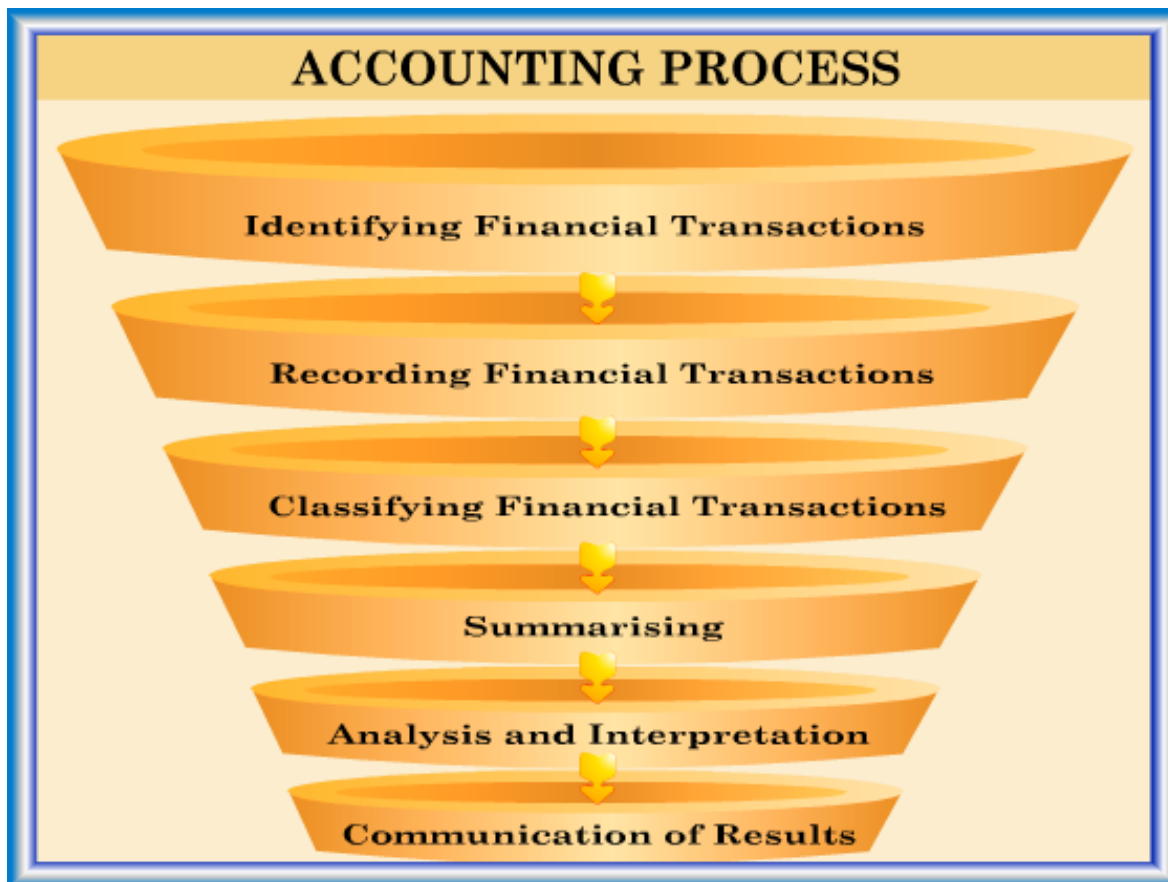 ACCOUNTING PROCESS
Identifying Financial Transactions
Recording Financial Transactions
Classifying Financial Transactions
Summarising
Analysis and Interpretation
Communication of Results